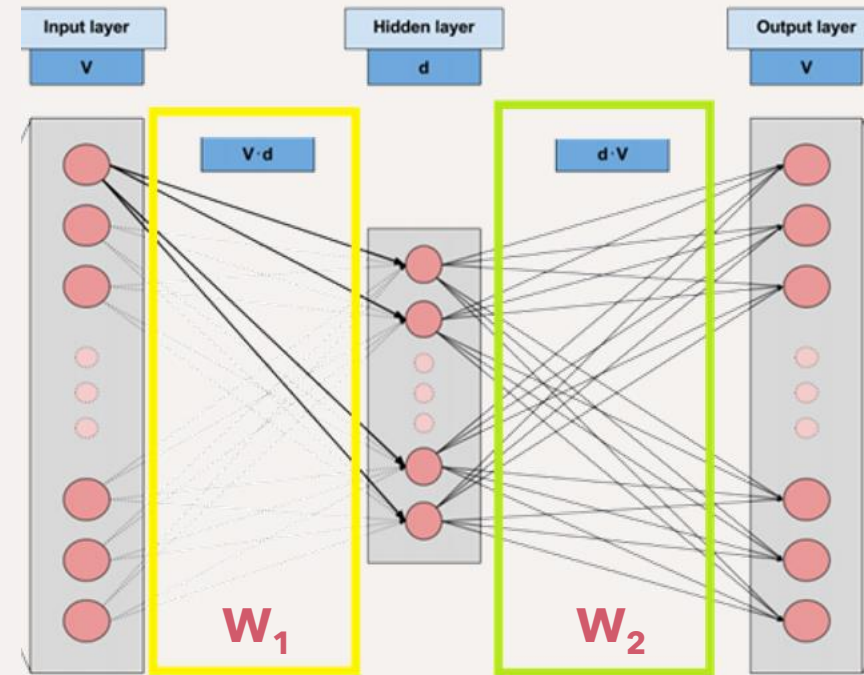 Input layer
Hidden layer
Output layer
V
d
V
V·d
d·V
W₁
W₂